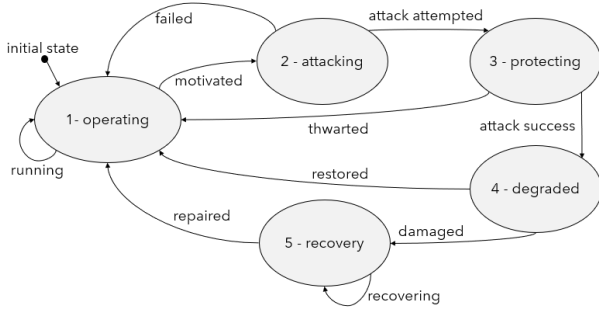 failed
attack attempted
initial state
2 - attacking
3 - protecting
motivated
1- operating
thwarted
attack success
running
restored
4 - degraded
repaired
damaged
5 - recovery
recovering